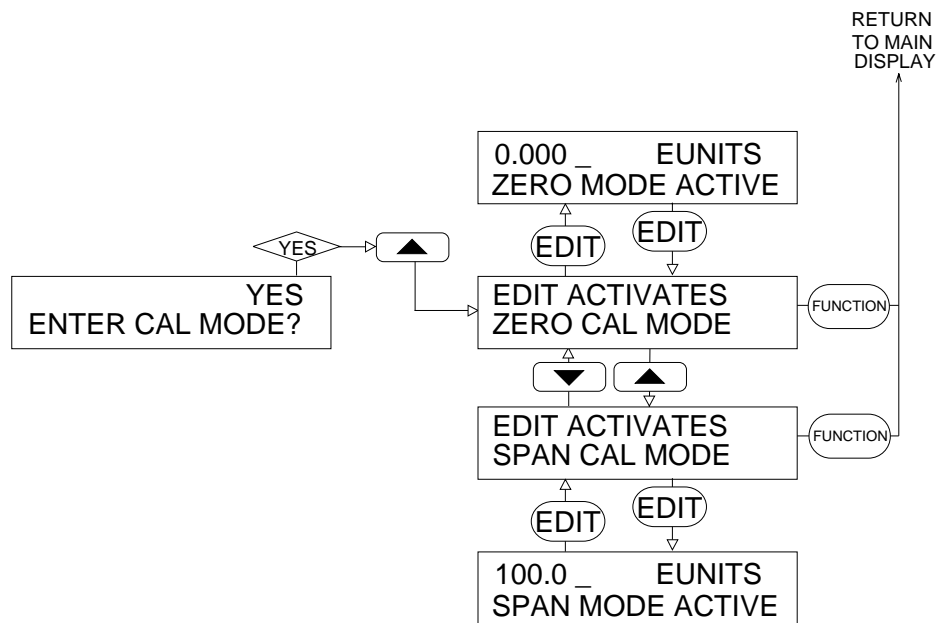 RETURN
TO MAIN
DISPLAY
0.000 _ EUNITS
ZERO MODE ACTIVE
EDIT
EDIT
YES
YES
ENTER CAL MODE?
EDIT ACTIVATES
ZERO CAL MODE
FUNCTION
EDIT ACTIVATES
SPAN CAL MODE
FUNCTION
EDIT
EDIT
100.0 _ EUNITS
SPAN MODE ACTIVE